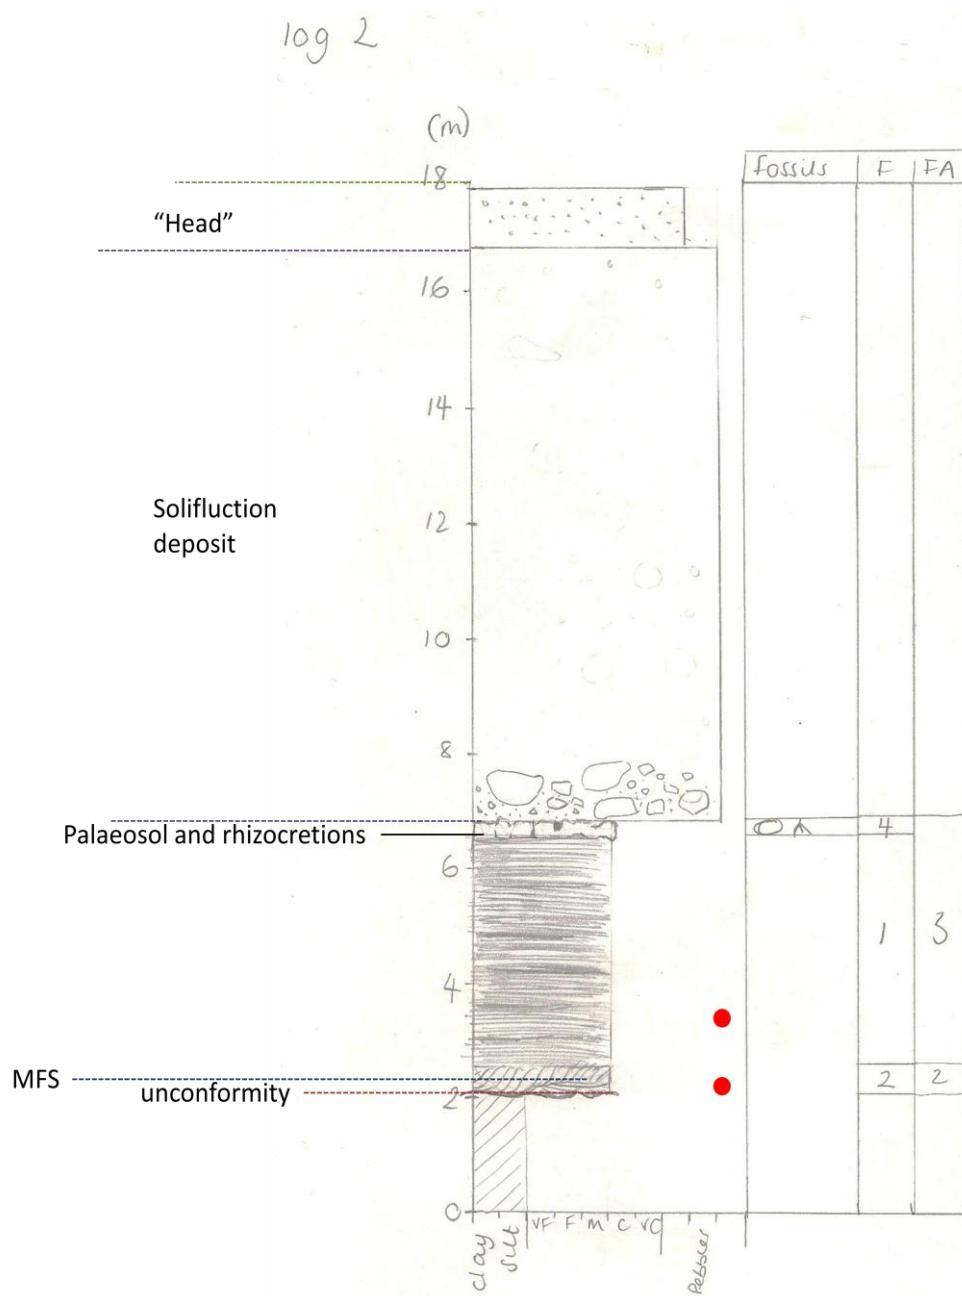 log 2
(m)
fossils F FA
18
"Head"
16
14
Solifluction
deposit
12
10
8
Palaeosol and rhizocretions
4
6
1 3
4
MFS
2 2
unconformity
2
0
clay silt VF F M C VC Pebbles